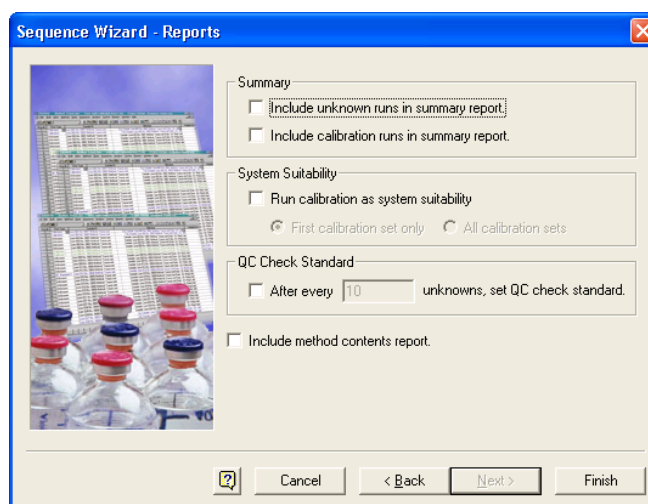 Sequence Wizard - Reports
Summary
Include unknown runs in summary report.
Include calibration runs in summary report.
System Suitability
Run calibration as system suitability
First calibration set only All calibration sets
QC Check Standard
After every 10 unknowns, set QC check standard.
Include method contents report.
? Cancel < Back Next > Finish